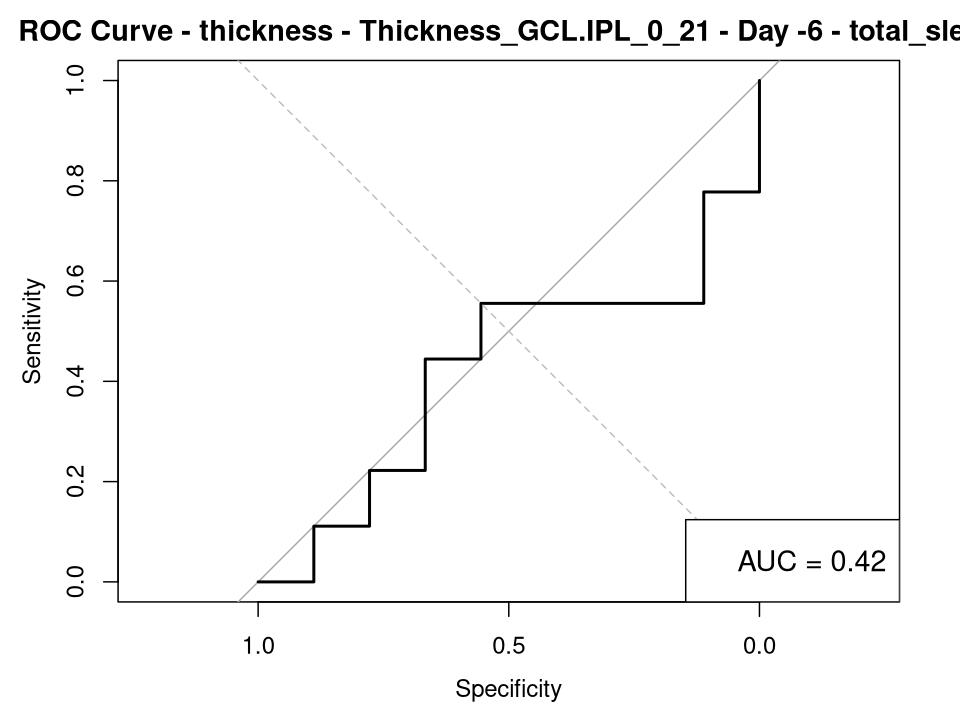 ROC Curve - thickness - Thickness_GCL.IPL_0_21 - Day -6 - total_sle
1.0
0.8
0.6
0.4
0.2
0.0
Sensitivity
AUC = 0.42
1.0 0.5 0.0
Specificity